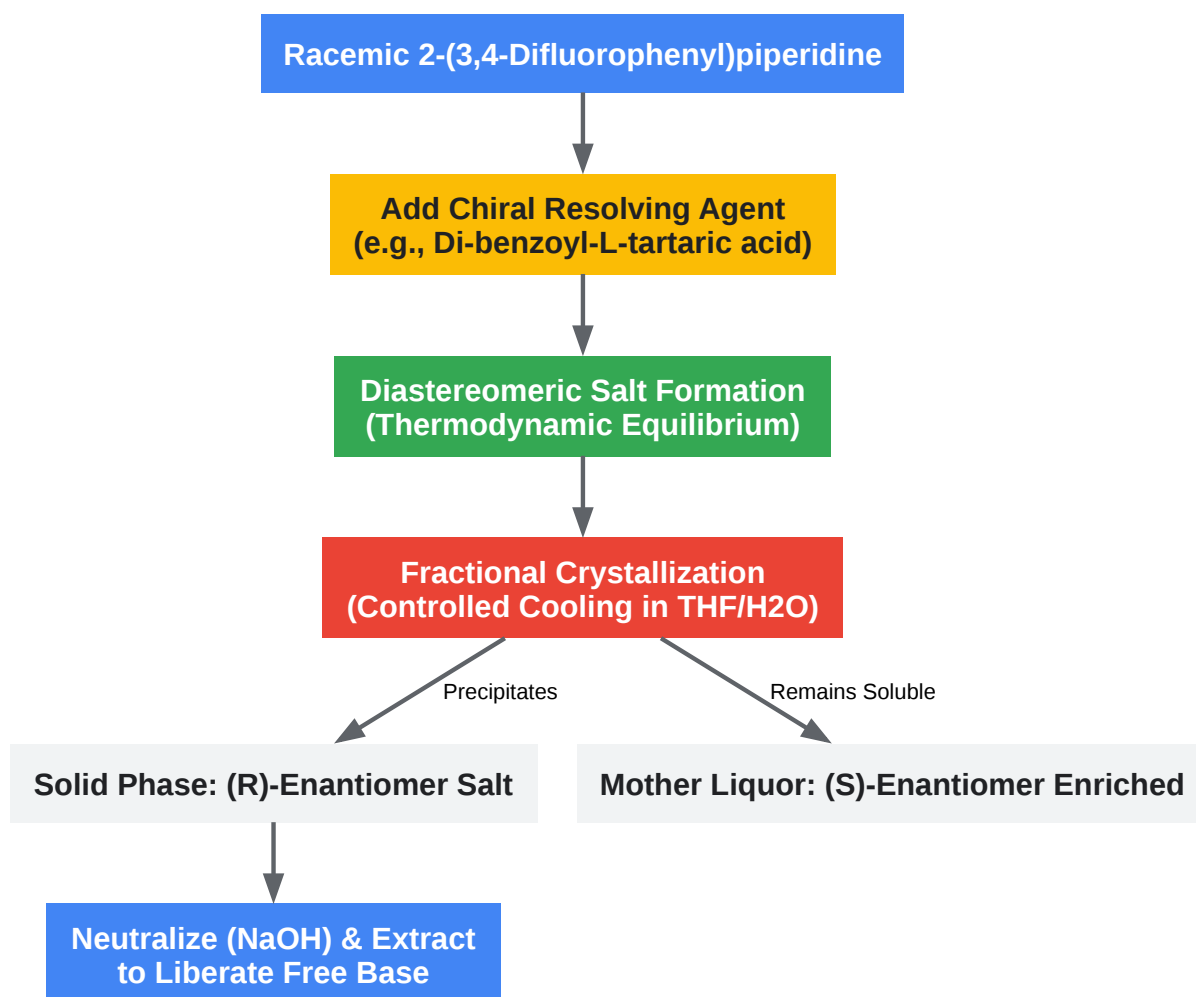 Racemic 2-(3,4-Difluorophenyl)piperidine
Add Chiral Resolving Agent
(e.g., Di-benzoyl-L-tartaric acid)
Diastereomeric Salt Formation
(Thermodynamic Equilibrium)
Fractional Crystallization
(Controlled Cooling in THF/H2O)
Precipitates
Remains Soluble
Solid Phase: (R)-Enantiomer Salt
Mother Liquor: (S)-Enantiomer Enriched
Neutralize (NaOH) & Extract
to Liberate Free Base